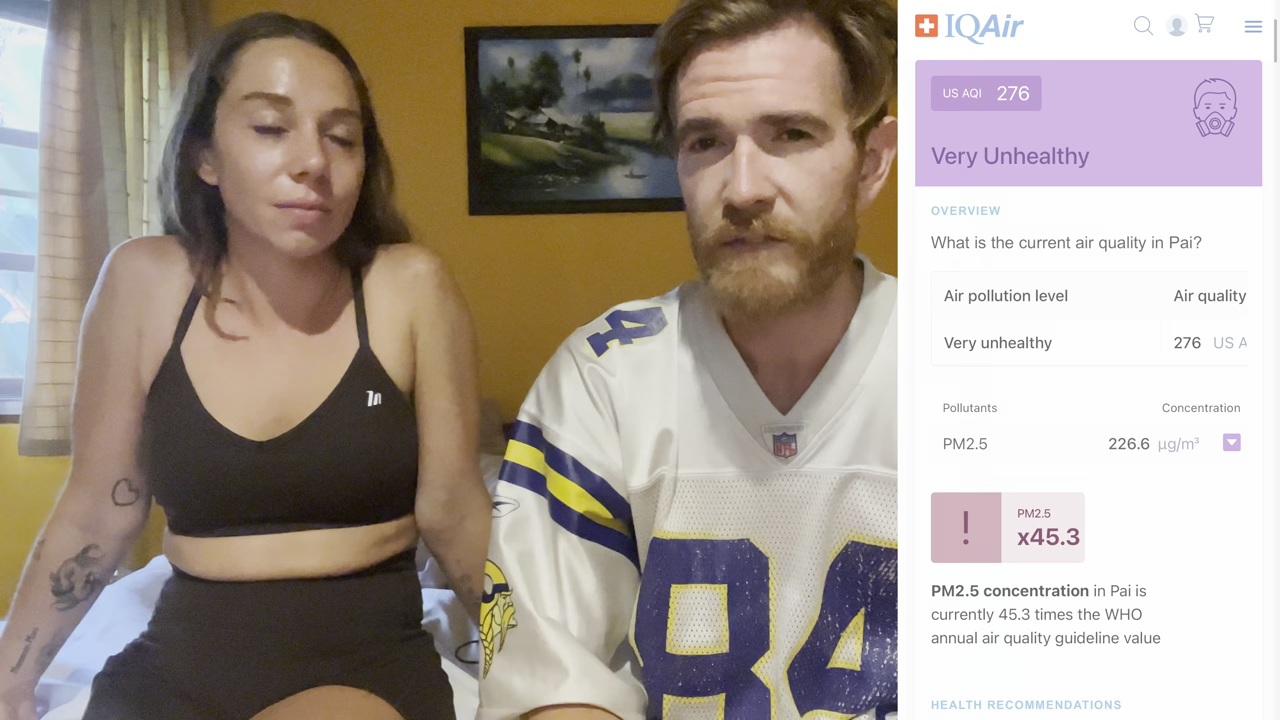 4
NFL
84
IQAir
US AQI 276
Very Unhealthy
OVERVIEW
What is the current air quality in Pai?
Air pollution level Air quality
Very unhealthy 276 US A
Pollutants Concentration
PM2.5 226.6 µg/m³
!
PM2.5
x45.3
PM2.5 concentration in Pai is
currently 45.3 times the WHO
annual air quality guideline value
HEALTH RECOMMENDATIONS